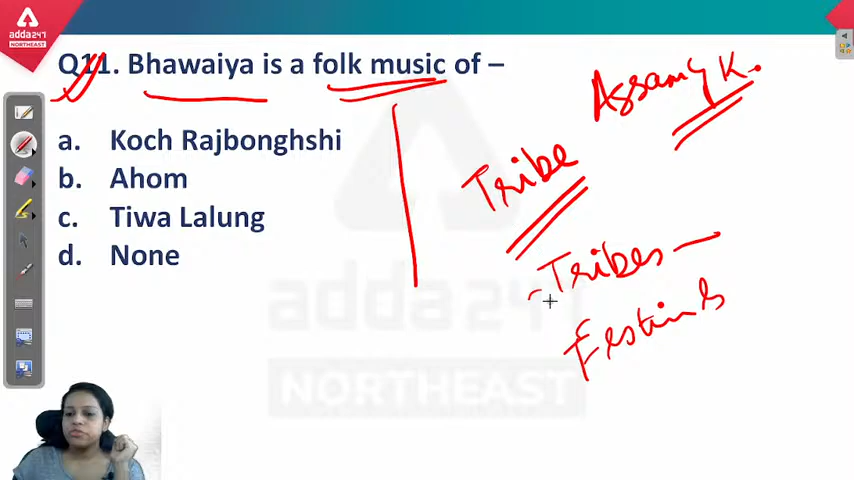 adda247
NORTHEAST
Q11. Bhawaiya is a folk music of –
a. Koch Rajbonghshi
b. Ahom
c. Tiwa Lalung
d. None
Assam G.K.
Tribe
Tribes —
Festivals
adda247
NORTHEAST